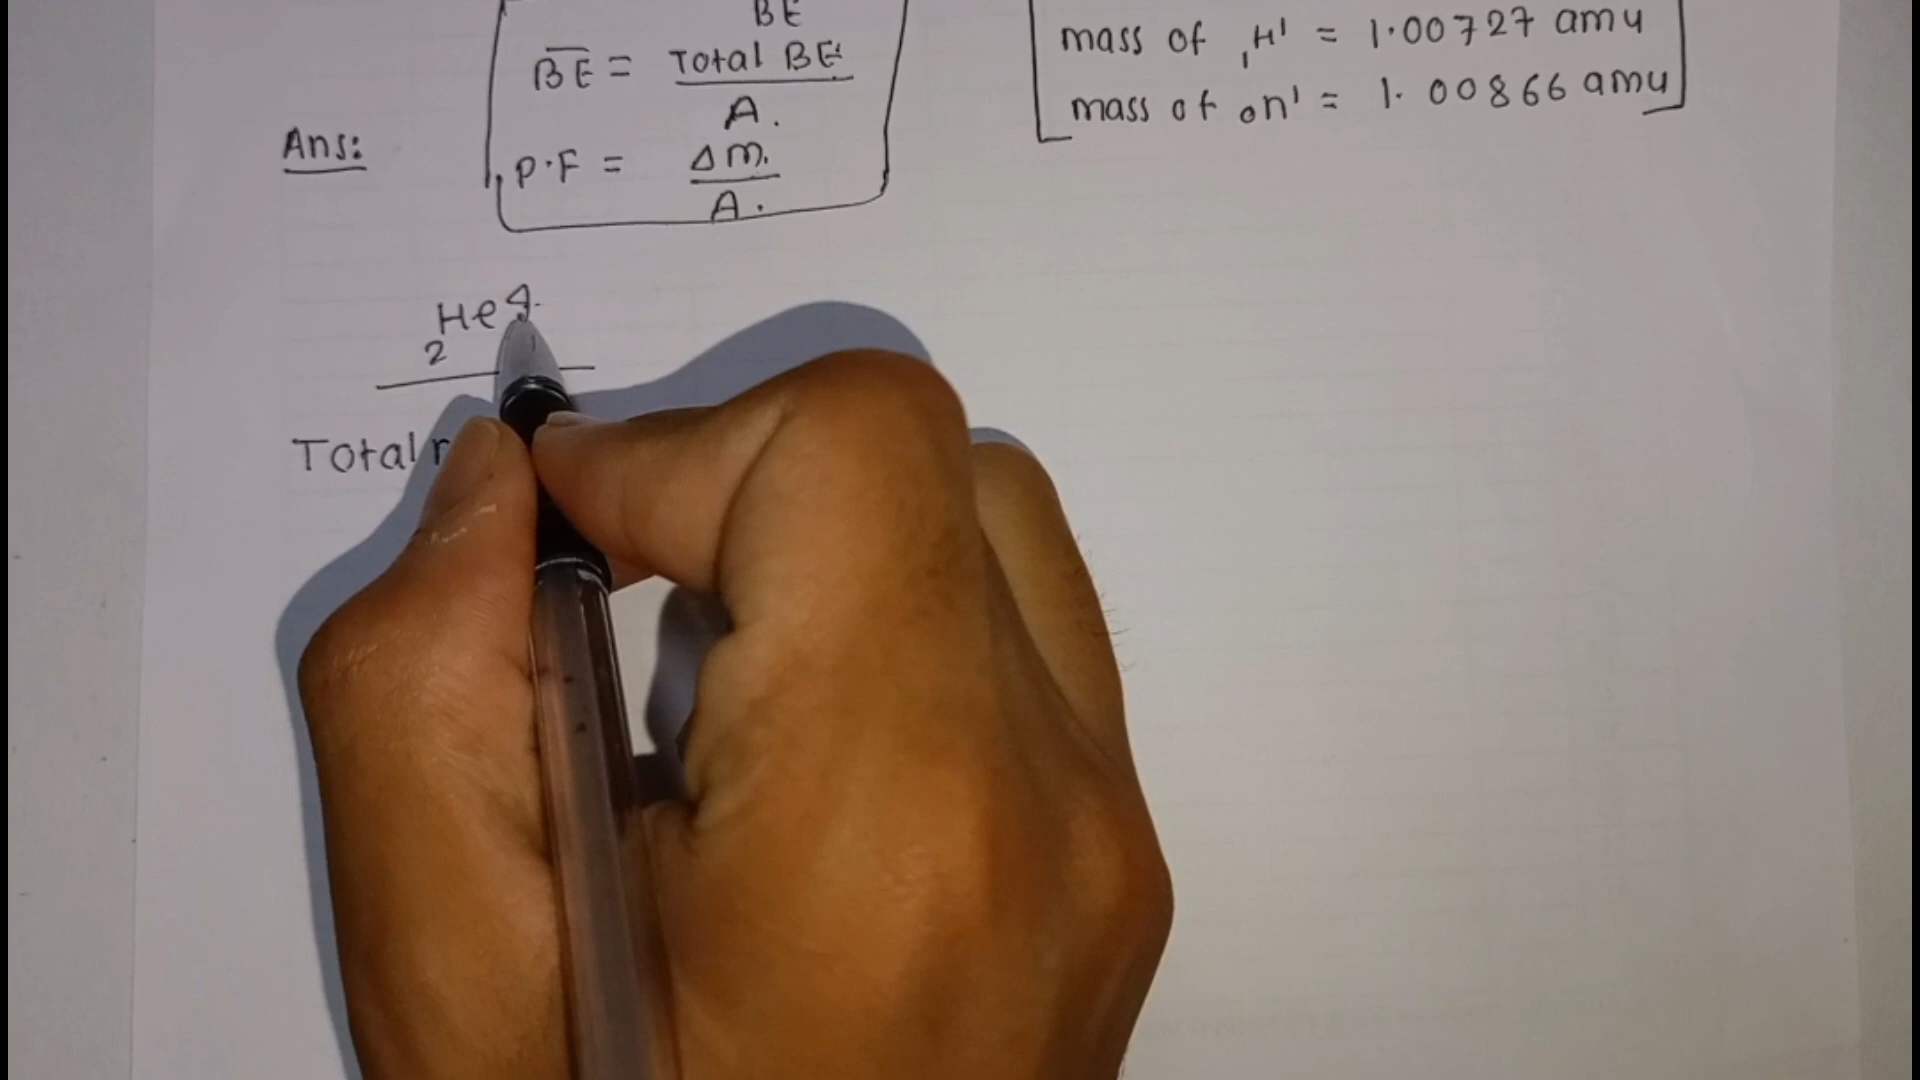 BE
B̅E̅ = Total BE / A.
P.F = Δm. / A.
mass of ₁H¹ = 1.00727 amu
mass of ₀n¹ = 1.00866 amu
Ans:
₂He⁴
Total